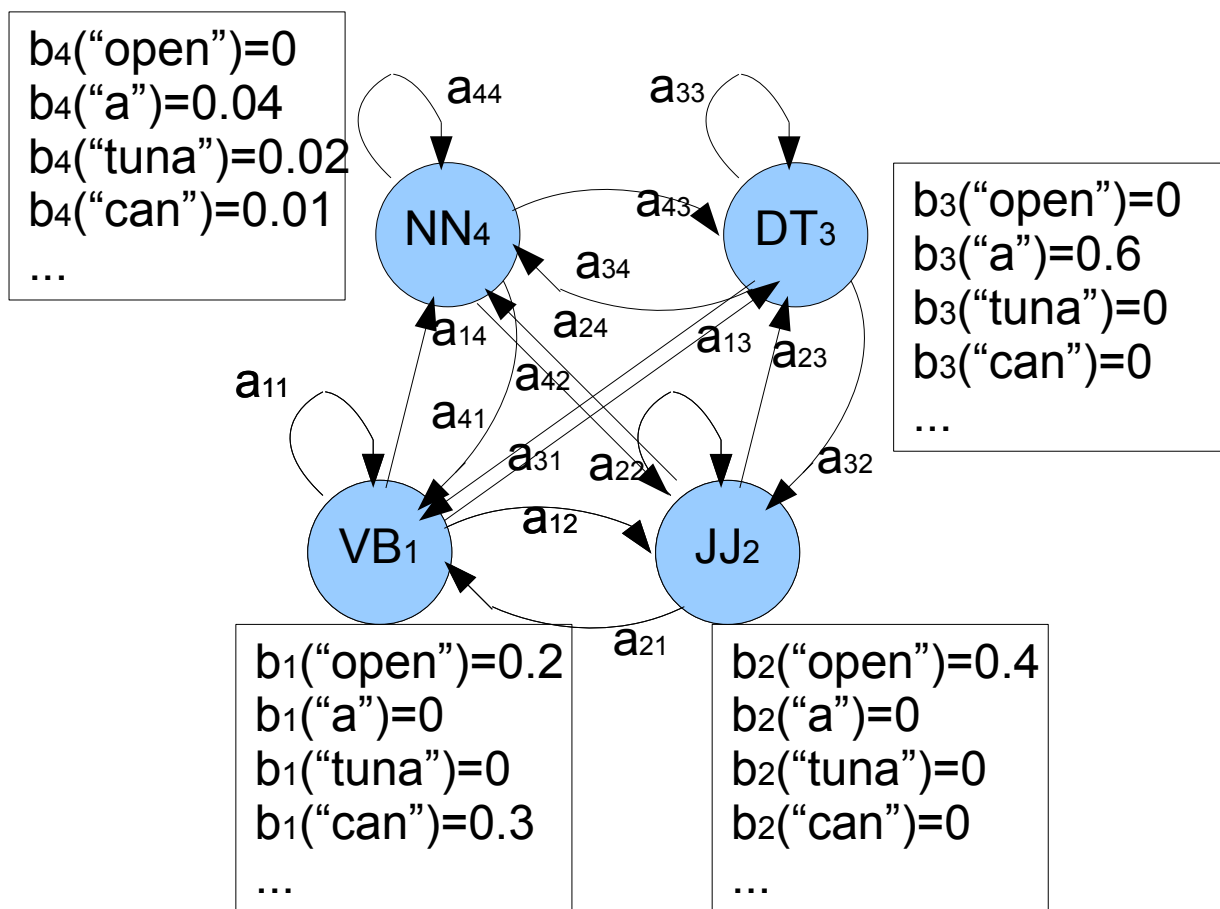 b4(“open”)=0
b4(“a”)=0.04
b4(“tuna”)=0.02
b4(“can”)=0.01
...
a44
a33
NN4
DT3
a43
a34
b3(“open”)=0
b3(“a”)=0.6
b3(“tuna”)=0
b3(“can”)=0
...
a14
a24
a13
a23
a11
a42
a41
a31
a22
a32
VB1
a12
JJ2
a21
b1(“open”)=0.2
b1(“a”)=0
b1(“tuna”)=0
b1(“can”)=0.3
...
b2(“open”)=0.4
b2(“a”)=0
b2(“tuna”)=0
b2(“can”)=0
...